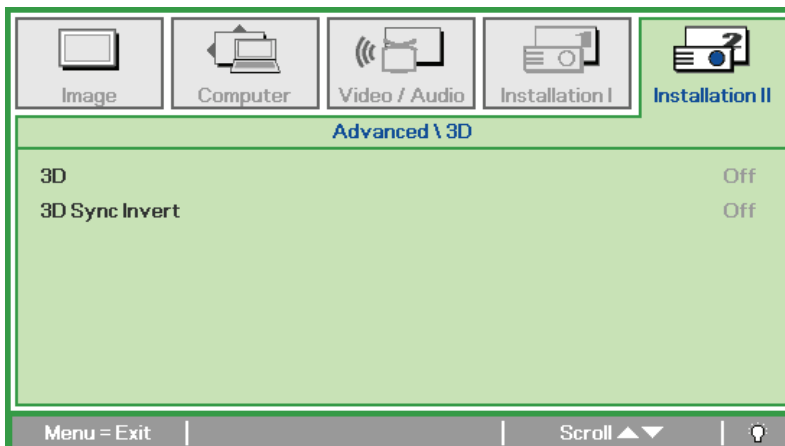 Image Computer Video / Audio Installation I Installation II
Advanced \ 3D
3D Off
3D Sync Invert Off
Menu = Exit Scroll ▲▼